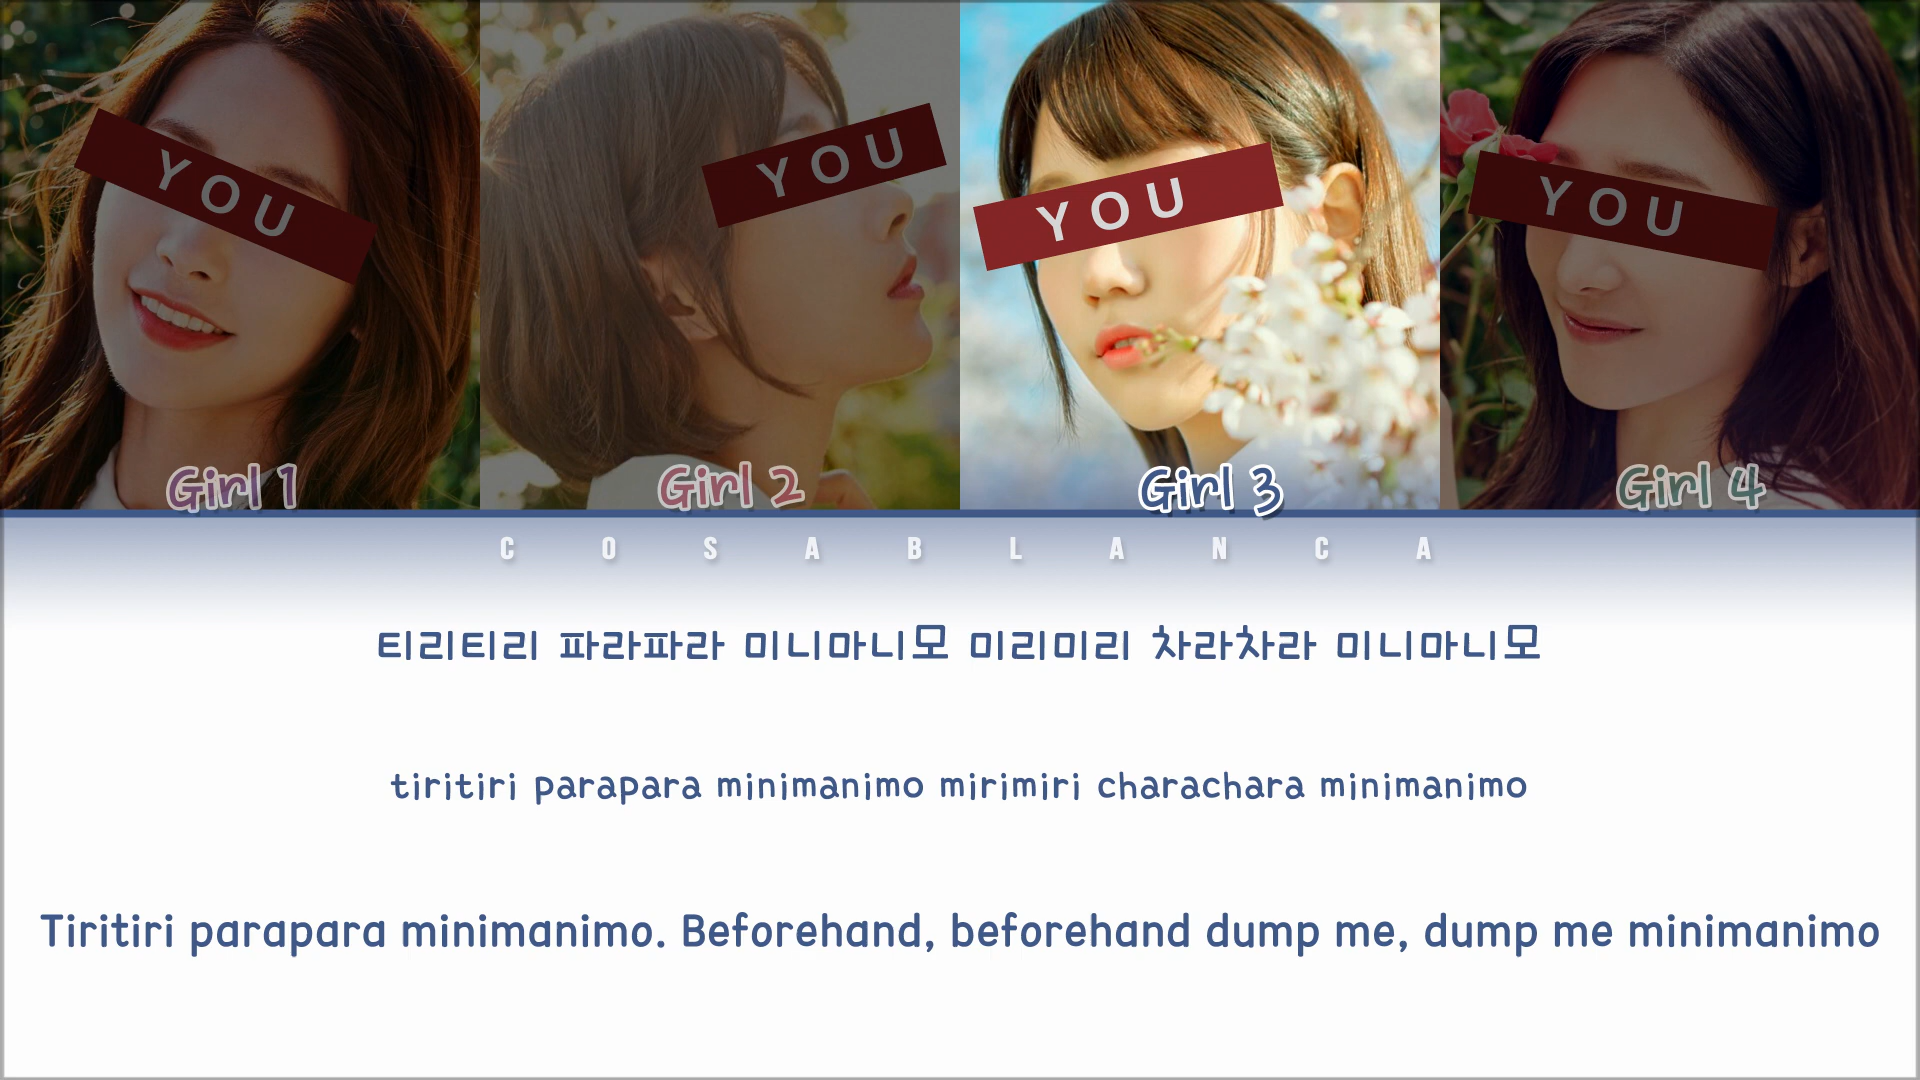 YOU
YOU
YOU
YOU
Girl 1
Girl 2
Girl 3
Girl 4
COSABLANCA
티리티리 파라파라 미니마니모 미리미리 차라차라 미니마니모
tiritiri parapara minimanimo mirimiri charachara minimanimo
Tiritiri parapara minimanimo. Beforehand, beforehand dump me, dump me minimanimo